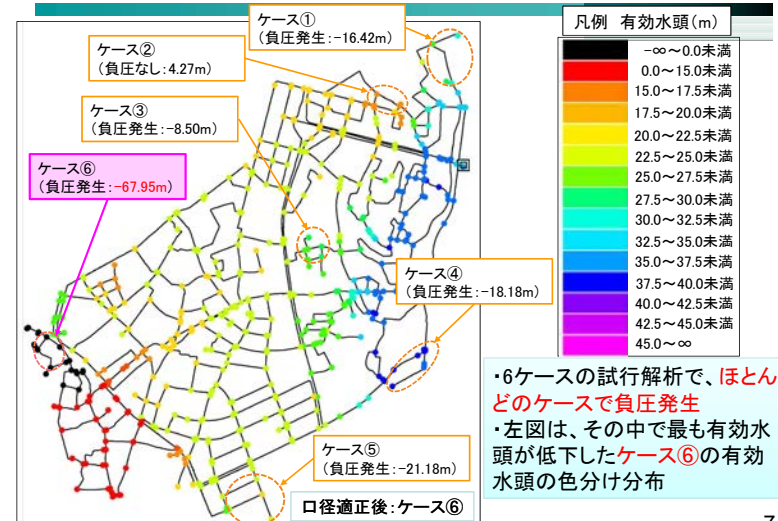 ケース①
(負圧発生:-16.42m)
ケース②
(負圧なし:4.27m)
ケース③
(負圧発生:-8.50m)
ケース⑥
(負圧発生:-67.95m)
ケース④
(負圧発生:-18.18m)
ケース⑤
(負圧発生:-21.18m)
口径適正後:ケース⑥
凡例 有効水頭(m)
-∞~0.0未満
0.0~15.0未満
15.0~17.5未満
17.5~20.0未満
20.0~22.5未満
22.5~25.0未満
25.0~27.5未満
27.5~30.0未満
30.0~32.5未満
32.5~35.0未満
35.0~37.5未満
37.5~40.0未満
40.0~42.5未満
42.5~45.0未満
45.0~∞
・6ケースの試行解析で、ほとん
どのケースで負圧発生
・左図は、その中で最も有効水
頭が低下したケース⑥の有効
水頭の色分け分布